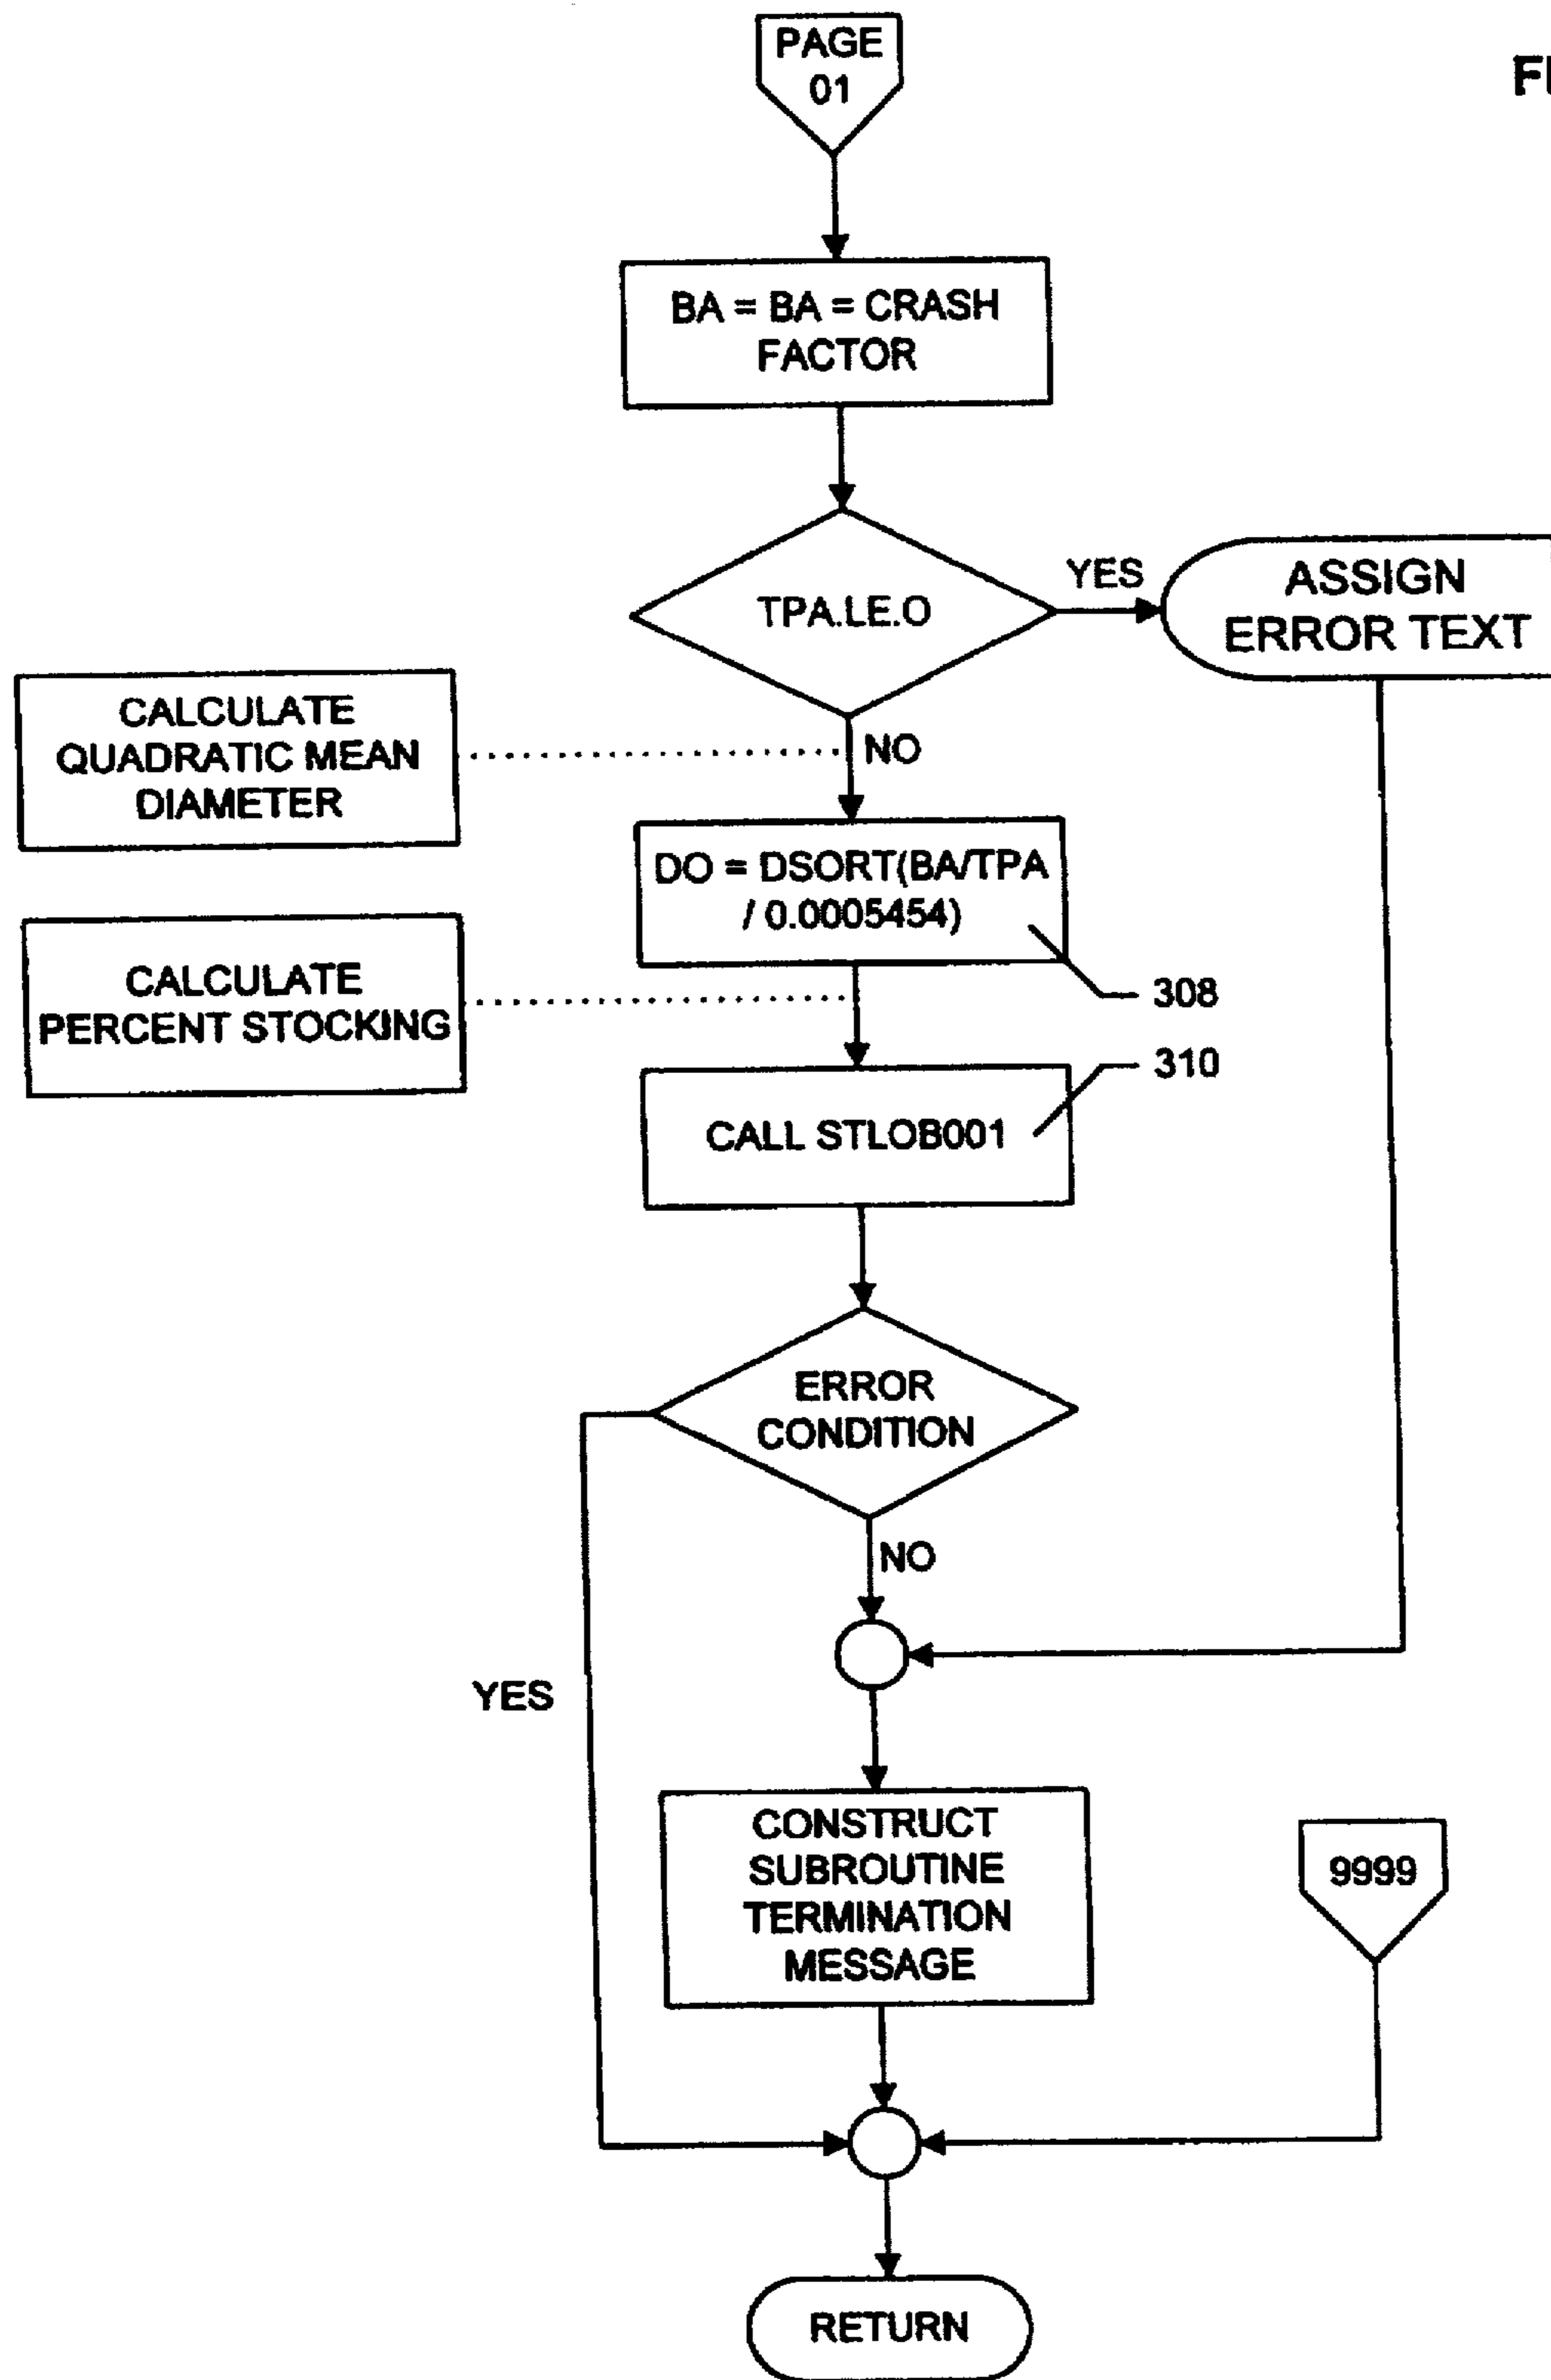 PAGE
01
BA = BA = CRASH
FACTOR
TPA.LE.O
YES
ASSIGN
ERROR TEXT
CALCULATE
QUADRATIC MEAN
DIAMETER
NO
DO = DSORT(BA/TPA
/ 0.0005454)
308
CALCULATE
PERCENT STOCKING
310
CALL STLOB001
ERROR
CONDITION
NO
YES
CONSTRUCT
SUBROUTINE
TERMINATION
MESSAGE
9999
RETURN